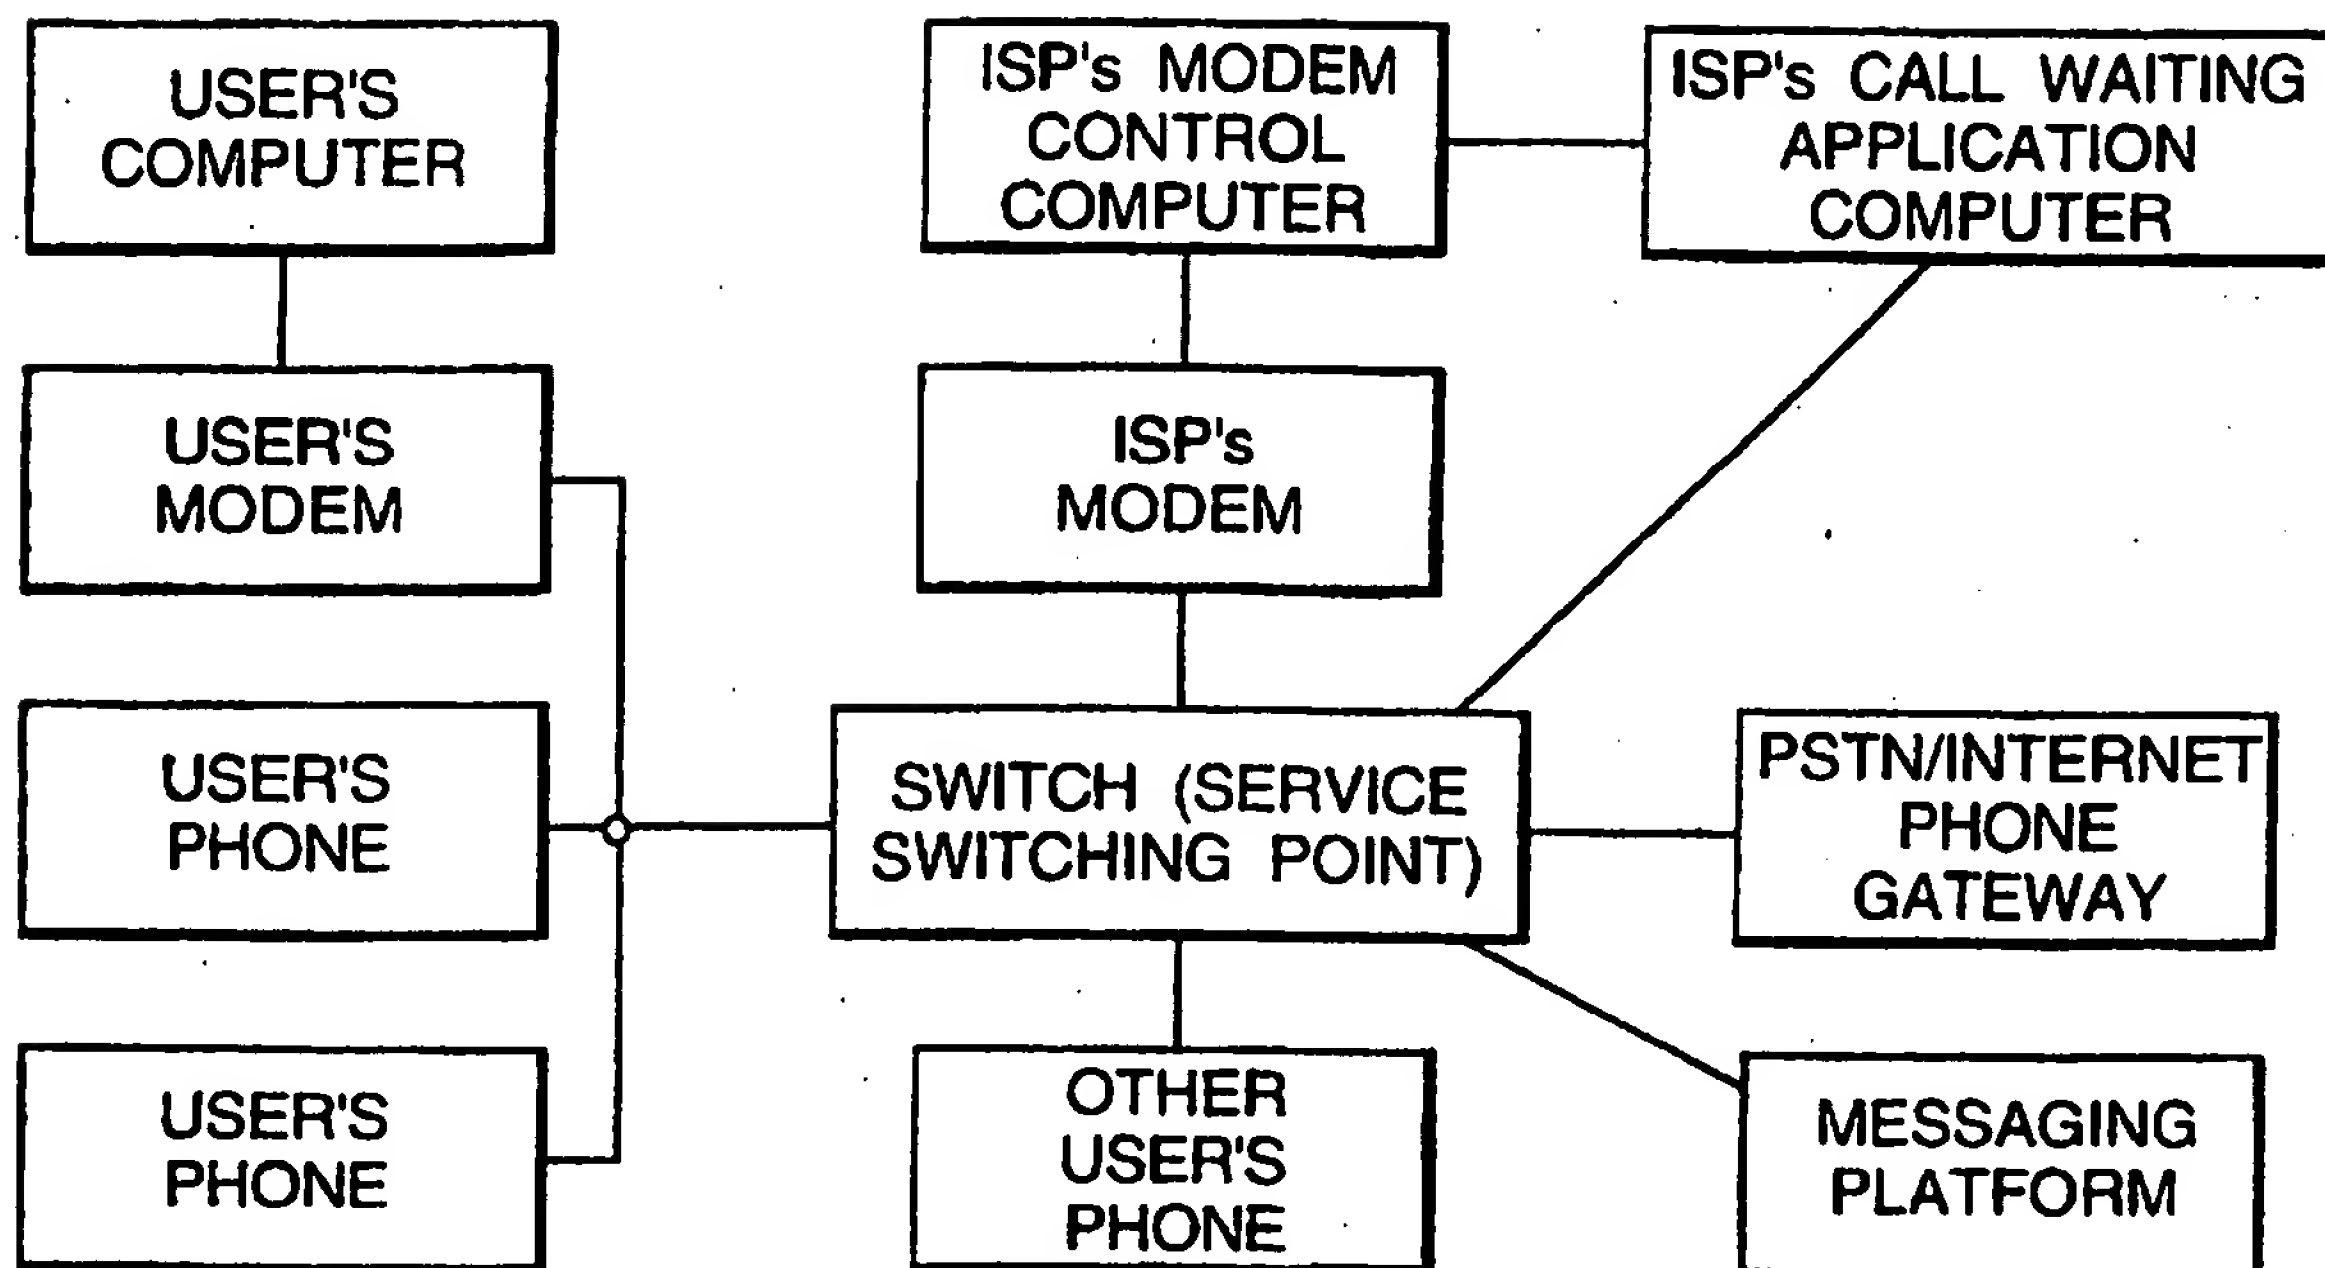 USER'S
COMPUTER
ISP's MODEM
CONTROL
COMPUTER
ISP's CALL WAITING
APPLICATION
COMPUTER
USER'S
MODEM
ISP's
MODEM
USER'S
PHONE
SWITCH (SERVICE
SWITCHING POINT)
PSTN/INTERNET
PHONE
GATEWAY
USER'S
PHONE
OTHER
USER'S
PHONE
MESSAGING
PLATFORM